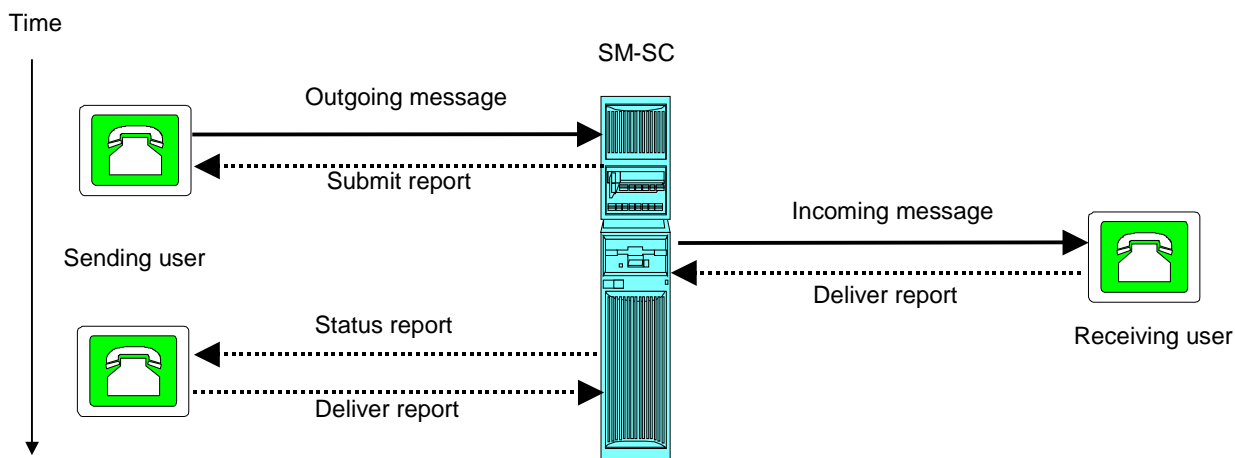 Time
SM-SC
Outgoing message
Submit report
Incoming message
Sending user
Deliver report
Status report
Receiving user
Deliver report